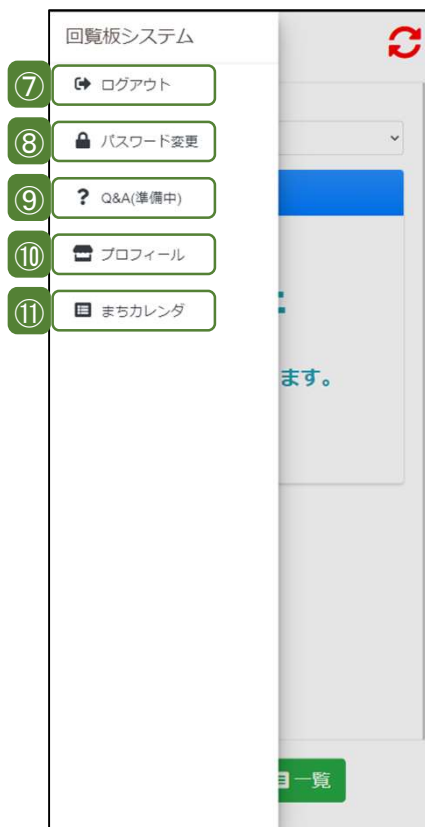 回覧板システム
⑦ ログアウト
⑧ パスワード変更
⑨ Q&A(準備中)
⑩ プロフィール
⑪ まちカレンダ
ます。
一覧